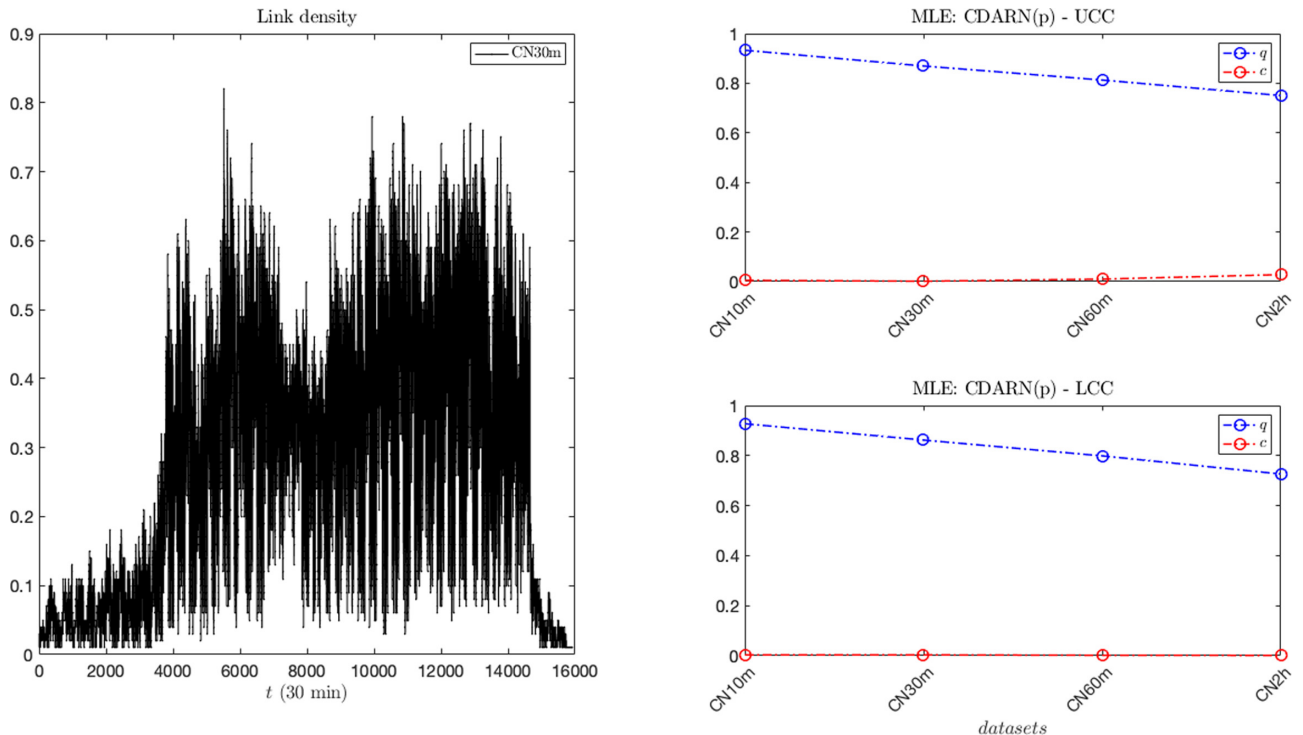 Link density
CN30m
0.9
0.8
0.7
0.6
0.5
0.4
0.3
0.2
0.1
0
0 2000 4000 6000 8000 10000 12000 14000 16000
t (30 min)
MLE: CDARN(p) - UCC
q
c
1
0.8
0.6
0.4
0.2
0
CN10m CN30m CN60m CN2h
MLE: CDARN(p) - LCC
q
c
1
0.8
0.6
0.4
0.2
0
CN10m CN30m CN60m CN2h
datasets